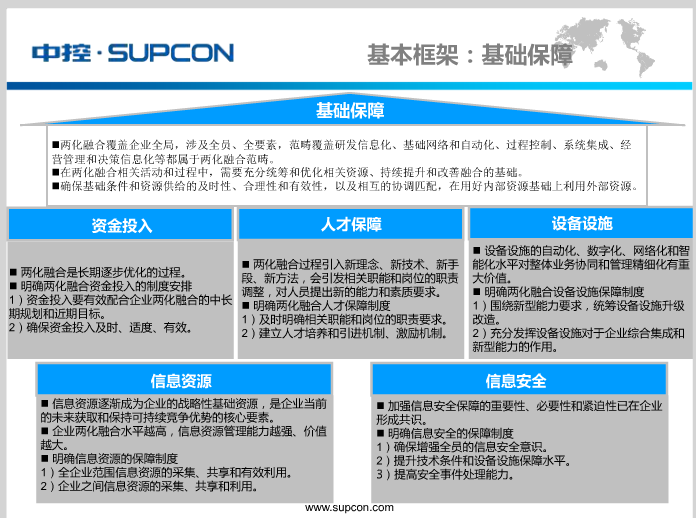 中控·SUPCON
基本框架：基础保障
基础保障
■两化融合覆盖企业全局，涉及全员、全要素，范畴覆盖研发信息化、基础网络和自动化、过程控制、系统集成、经
营管理和决策信息化等都属于两化融合范畴。
■在两化融合相关活动和过程中，需要充分统筹和优化相关资源、持续提升和改善融合的基础。
■确保基础条件和资源供给的及时性、合理性和有效性，以及相互的协调匹配，在用好内部资源基础上利用外部资源。
资金投入
■ 两化融合是长期逐步优化的过程。
■ 明确两化融合资金投入的制度安排
1）资金投入要有效配合企业两化融合的中长
期规划和近期目标。
2）确保资金投入及时、适度、有效。
人才保障
■ 两化融合过程引入新理念、新技术、新手
段、新方法，会引发相关职能和岗位的职责
调整，对人员提出新的能力和素质要求。
■ 明确两化融合人才保障制度
1）及时明确相关职能和岗位的职责要求。
2）建立人才培养和引进机制、激励机制。
设备设施
■ 设备设施的自动化、数字化、网络化和智
能化水平对整体业务协同和管理精细化有重
大价值。
■ 明确两化融合设备设施保障制度
1）围绕新型能力要求，统筹设备设施升级
改造。
2）充分发挥设备设施对于企业综合集成和
新型能力的作用。
信息资源
■ 信息资源逐渐成为企业的战略性基础资源，是企业当前
的未来获取和保持可持续竞争优势的核心要素。
■ 企业两化融合水平越高，信息资源管理能力越强、价值
越大。
■ 明确信息资源的保障制度
1）全企业范围信息资源的采集、共享和有效利用。
2）企业之间信息资源的采集、共享和利用。
信息安全
■ 加强信息安全保障的重要性、必要性和紧迫性已在企业
形成共识。
■ 明确信息安全的保障制度
1）确保增强全员的信息安全意识。
2）提升技术条件和设备设施保障水平。
3）提高安全事件处理能力。
www.supcon.com